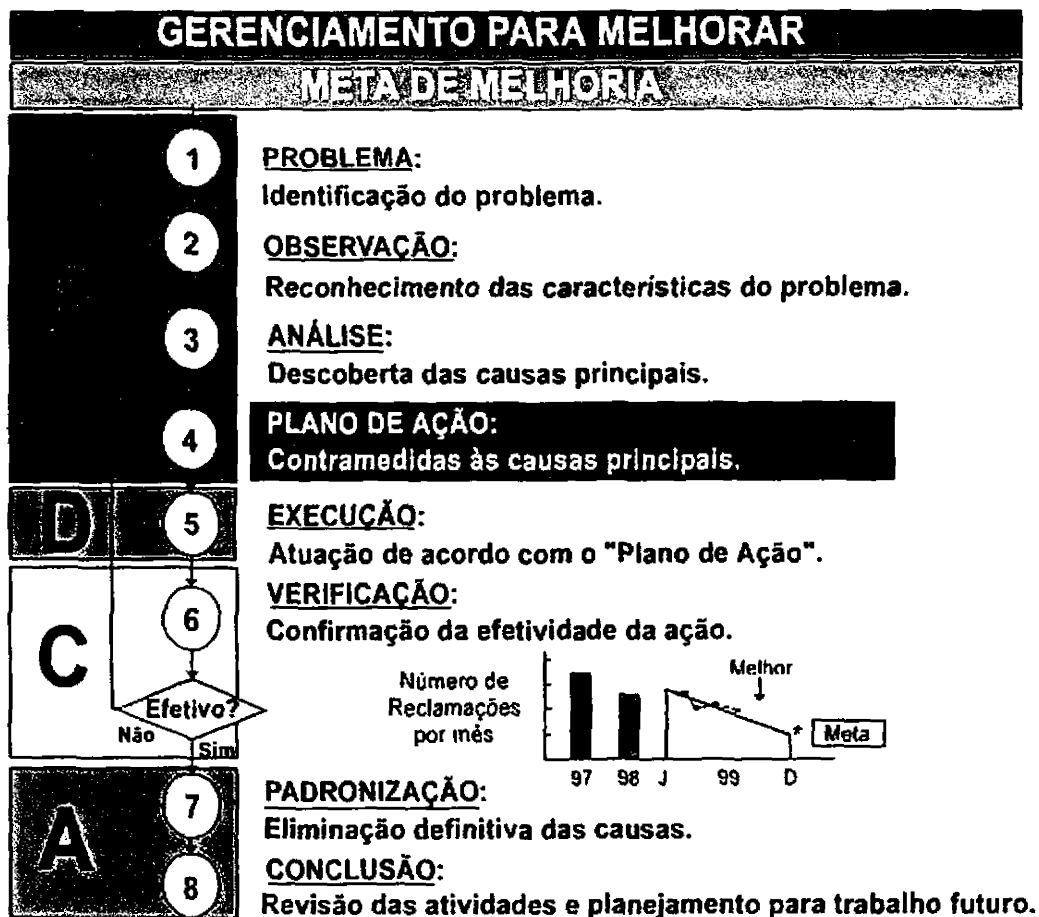 GERENCIAMENTO PARA MELHORAR
META DE MELHORIA
1
PROBLEMA:
Identificação do problema.
2
OBSERVAÇÃO:
Reconhecimento das características do problema.
3
ANÁLISE:
Descoberta das causas principais.
4
PLANO DE AÇÃO:
Contramedidas às causas principais.
D
5
EXECUÇÃO:
Atuação de acordo com o "Plano de Ação".
C
6
VERIFICAÇÃO:
Confirmação da efetividade da ação.
Efetivo?
Não
Sim
Número de
Reclamações
por mês
Melhor
* Meta
97 98 J 99 D
A
7
PADRONIZAÇÃO:
Eliminação definitiva das causas.
8
CONCLUSÃO:
Revisão das atividades e planejamento para trabalho futuro.